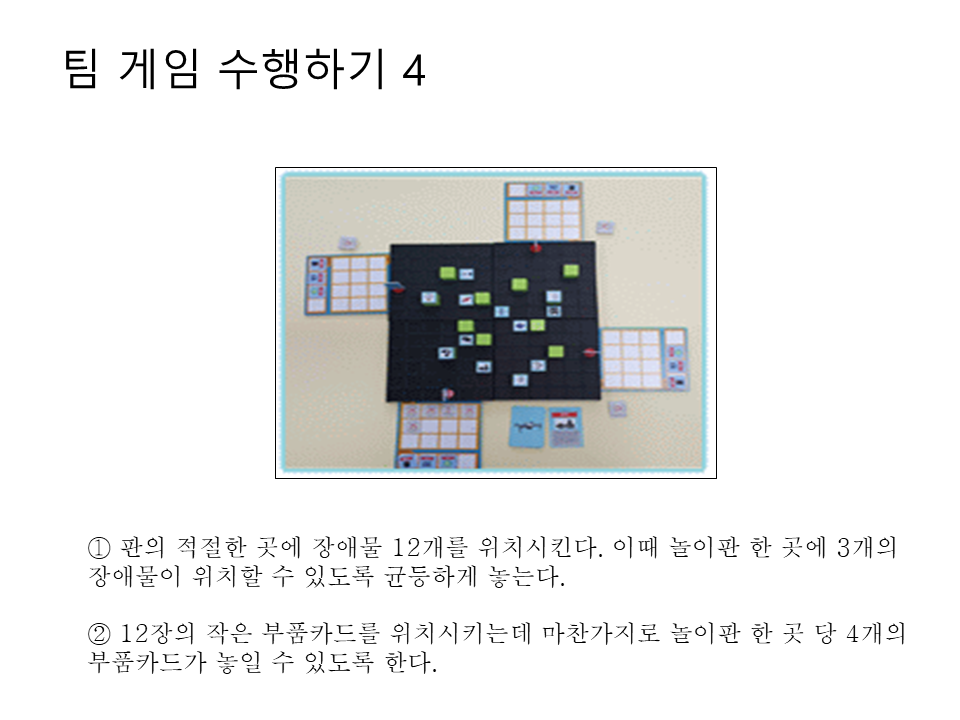 팀 게임 수행하기 4
① 판의 적절한 곳에 장애물 12개를 위치시킨다. 이때 놀이판 한 곳에 3개의
장애물이 위치할 수 있도록 균등하게 놓는다.
② 12장의 작은 부품카드를 위치시키는데 마찬가지로 놀이판 한 곳 당 4개의
부품카드가 놓일 수 있도록 한다.